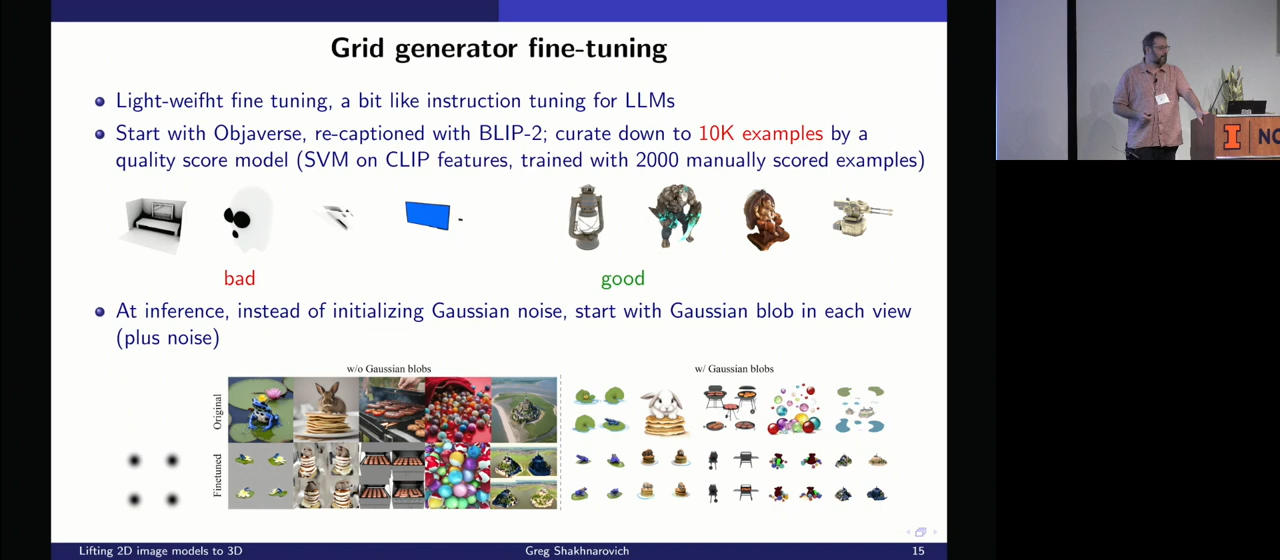 Grid generator fine-tuning
Light-weifht fine tuning, a bit like instruction tuning for LLMs
Start with Objaverse, re-captioned with BLIP-2; curate down to 10K examples by a
quality score model (SVM on CLIP features, trained with 2000 manually scored examples)
bad
good
At inference, instead of initializing Gaussian noise, start with Gaussian blob in each view
(plus noise)
w/o Gaussian blobs
w/ Gaussian blobs
Original
Finetuned
Lifting 2D image models to 3D
Greg Shakhnarovich
15
I NO